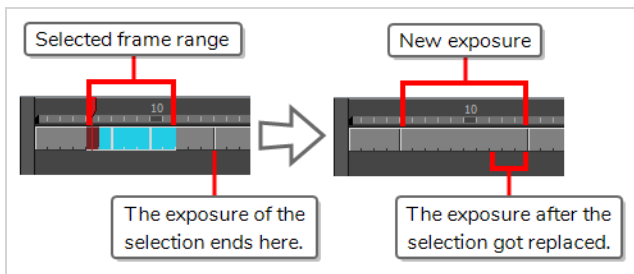 Selected frame range
New exposure
10
10
The exposure of the
selection ends here.
The exposure after the
selection got replaced.